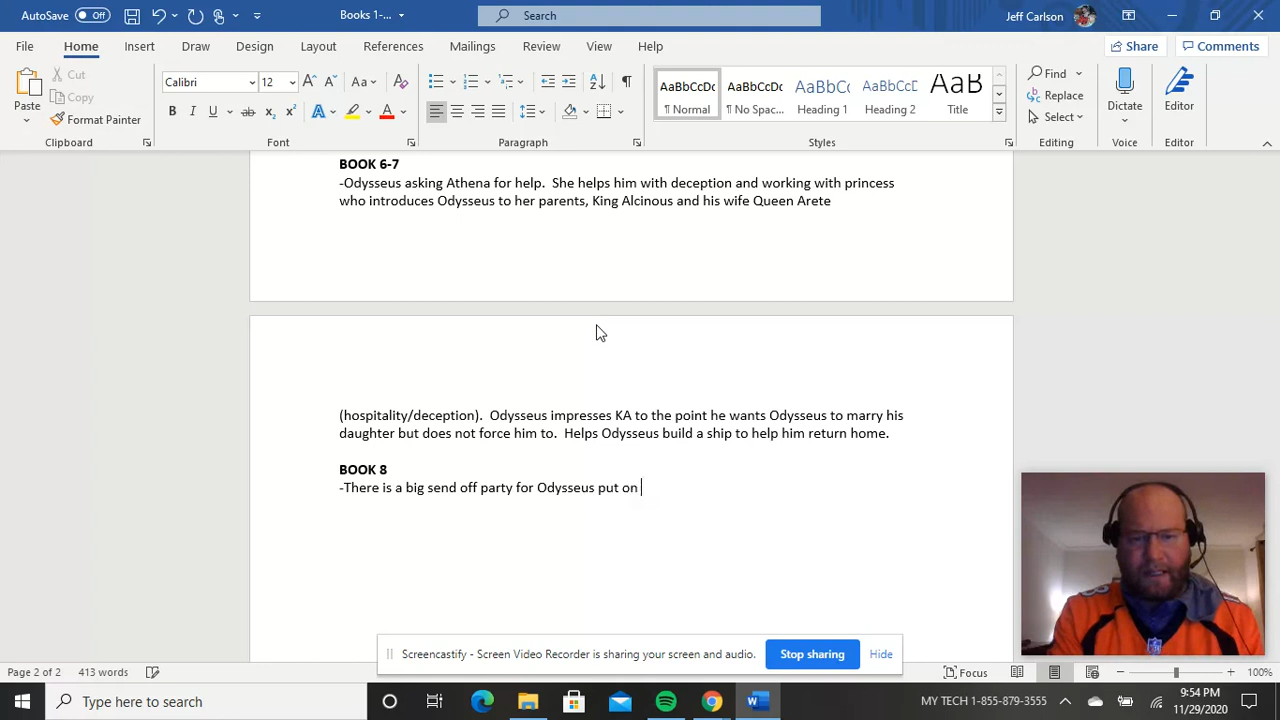 AutoSave Off Books 1-... Search Jeff Carlson
File Home Insert Draw Design Layout References Mailings Review View Help Share Comments
Paste Cut Copy Format Painter Clipboard
Calibri 12 Font
Paragraph
AaBbCcDc ¶ Normal AaBbCcDc ¶ No Spac... AaBbCc Heading 1 AaBbCcE Heading 2 AaB Title Styles
Find Replace Select Editing
Dictate Voice
Editor Editor
BOOK 6-7
-Odysseus asking Athena for help. She helps him with deception and working with princess
who introduces Odysseus to her parents, King Alcinous and his wife Queen Arete
(hospitality/deception). Odysseus impresses KA to the point he wants Odysseus to marry his
daughter but does not force him to. Helps Odysseus build a ship to help him return home.
BOOK 8
-There is a big send off party for Odysseus put on
Screencastify - Screen Video Recorder is sharing your screen and audio. Stop sharing Hide
Page 2 of 2 413 words Focus 100%
Type here to search MY TECH 1-855-879-3555 9:54 PM
11/29/2020